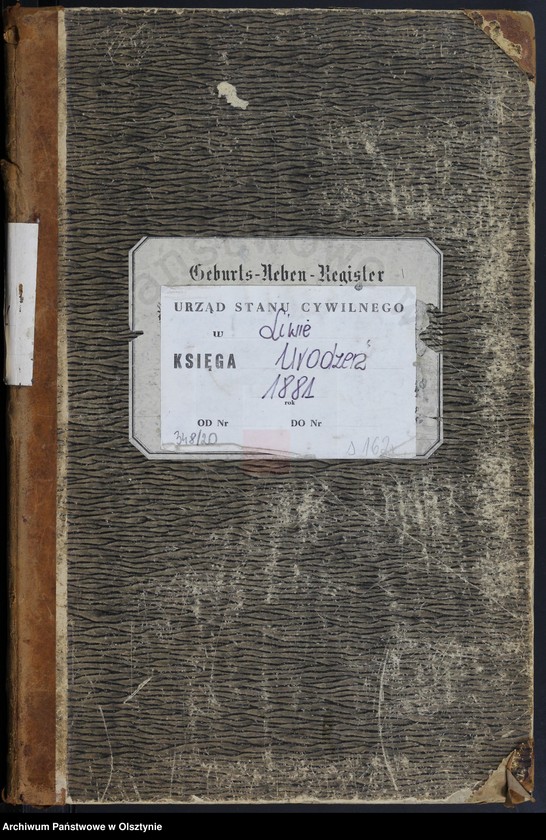 Geburts-Neben-Register
URZĄD STANU CYWILNEGO
w Liwie
KSIĘGA Urodzeń
1881
rok
OD Nr DO Nr
348/20 s. 162
Archiwum Państwowe w Olsztynie